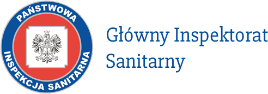 PAŃSTWOWA
INSPEKCJA SANITARNA
Główny Inspektorat
Sanitarny